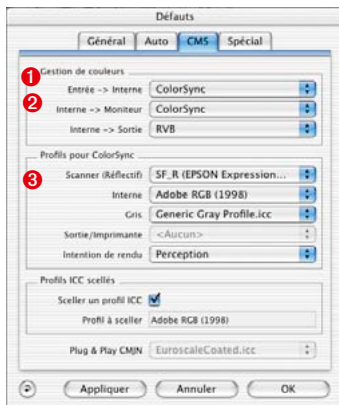 Défauts
Général Auto CMS Spécial
1 Gestion de couleurs
Entrée -> Interne ColorSync
2 Interne -> Moniteur ColorSync
Interne -> Sortie RVB
Profils pour ColorSync
3 Scanner (Réflectif) SF_R (EPSON Expression...
Interne Adobe RGB (1998)
Gris Generic Gray Profile.icc
Sortie/Imprimante <Aucun>
Intention de rendu Perception
Profils ICC scellés
Sceller un profil ICC
Profil à sceller Adobe RGB (1998)
Plug & Play CMJN EuroscaleCoated.icc
Appliquer Annuler OK